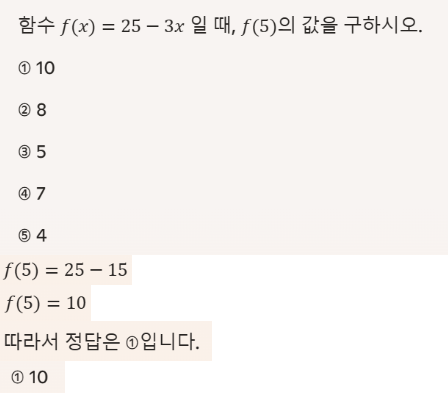 함수 f(x) = 25 − 3x 일 때, f(5)의 값을 구하시오.
① 10
② 8
③ 5
④ 7
⑤ 4
f(5) = 25 − 15
f(5) = 10
따라서 정답은 ①입니다.
① 10